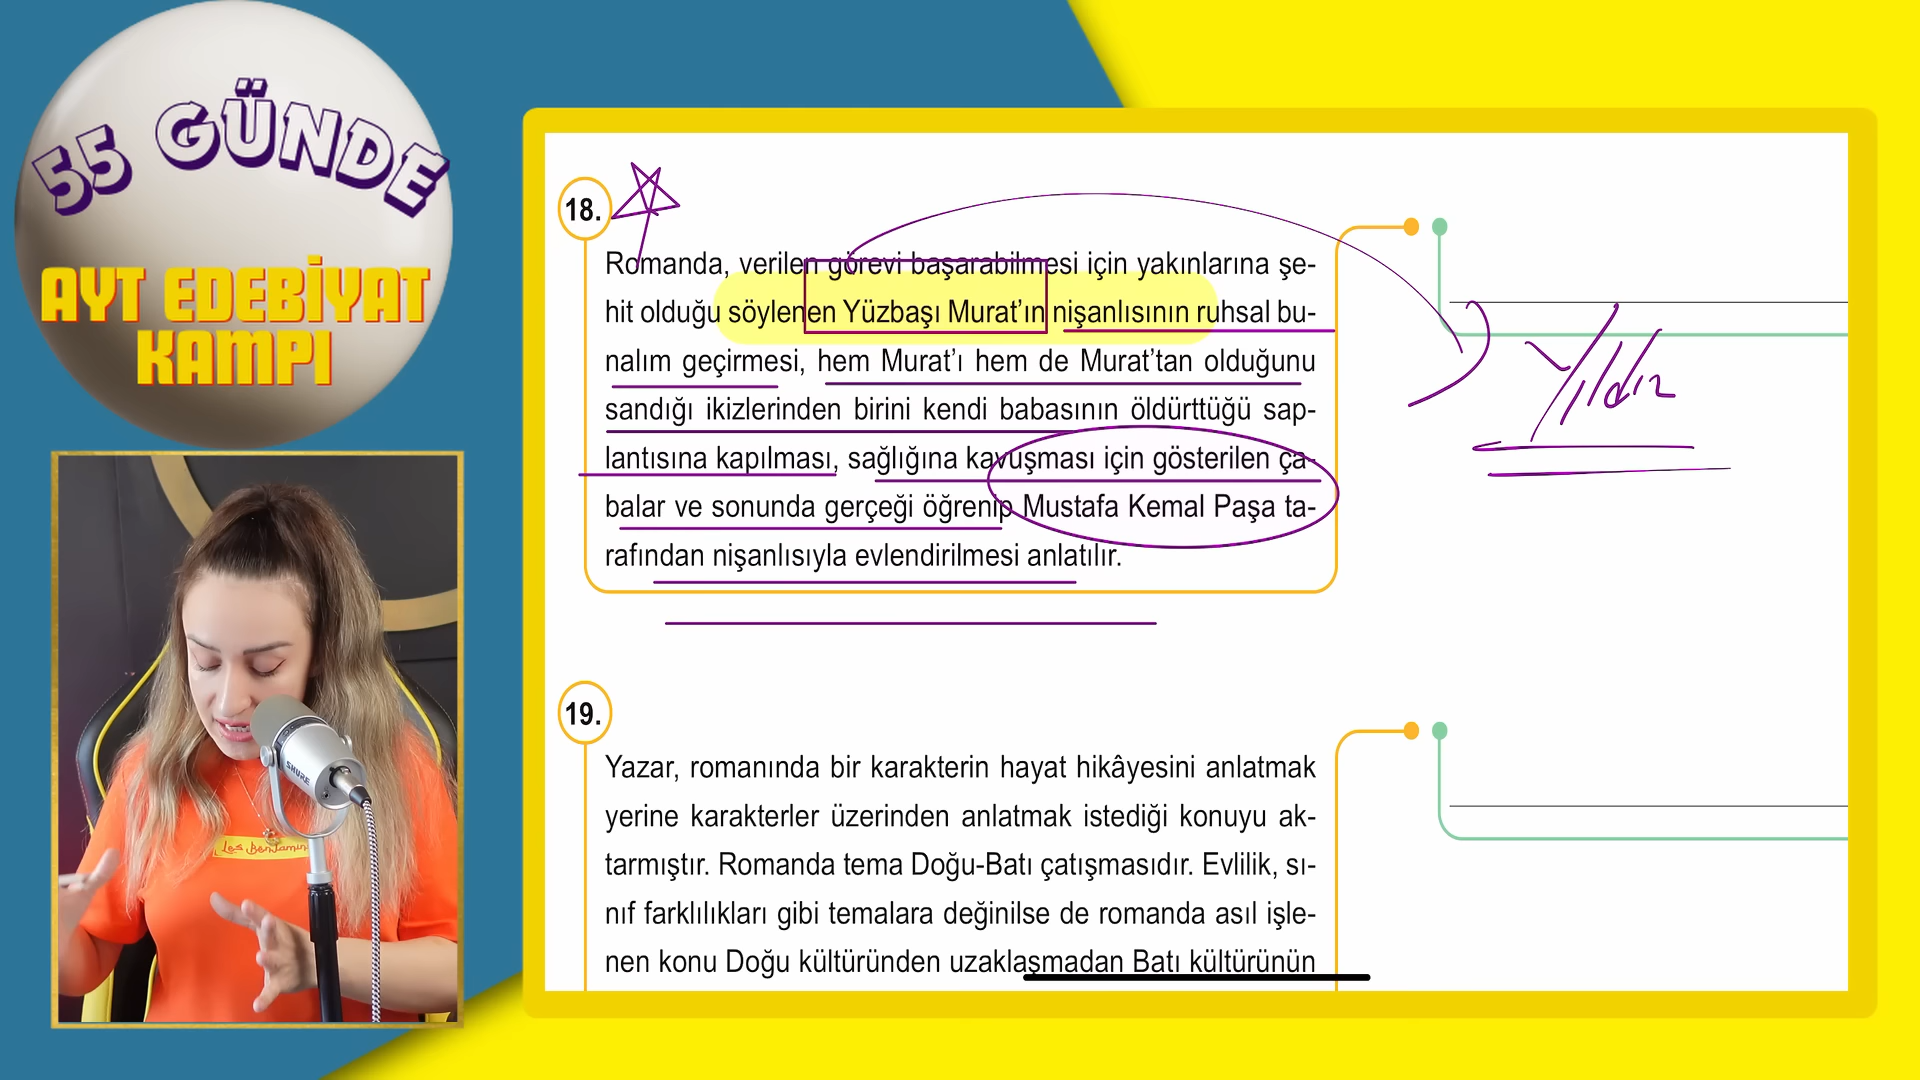 55 GÜNDE
AYT EDEBİYAT
KAMPI
SHURE
Les Benjamins
18.
Romanda, verilen görevi başarabilmesi için yakınlarına şe-
hit olduğu söylenen Yüzbaşı Murat’ın nişanlısının ruhsal bu-
nalım geçirmesi, hem Murat’ı hem de Murat’tan olduğunu
sandığı ikizlerinden birini kendi babasının öldürttüğü sap-
lantısına kapılması, sağlığına kavuşması için gösterilen ça-
balar ve sonunda gerçeği öğrenip Mustafa Kemal Paşa ta-
rafından nişanlısıyla evlendirilmesi anlatılır.
Yıldız
19.
Yazar, romanında bir karakterin hayat hikâyesini anlatmak
yerine karakterler üzerinden anlatmak istediği konuyu ak-
tarmıştır. Romanda tema Doğu-Batı çatışmasıdır. Evlilik, sı-
nıf farklılıkları gibi temalara değinilse de romanda asıl işle-
nen konu Doğu kültüründen uzaklaşmadan Batı kültürünün